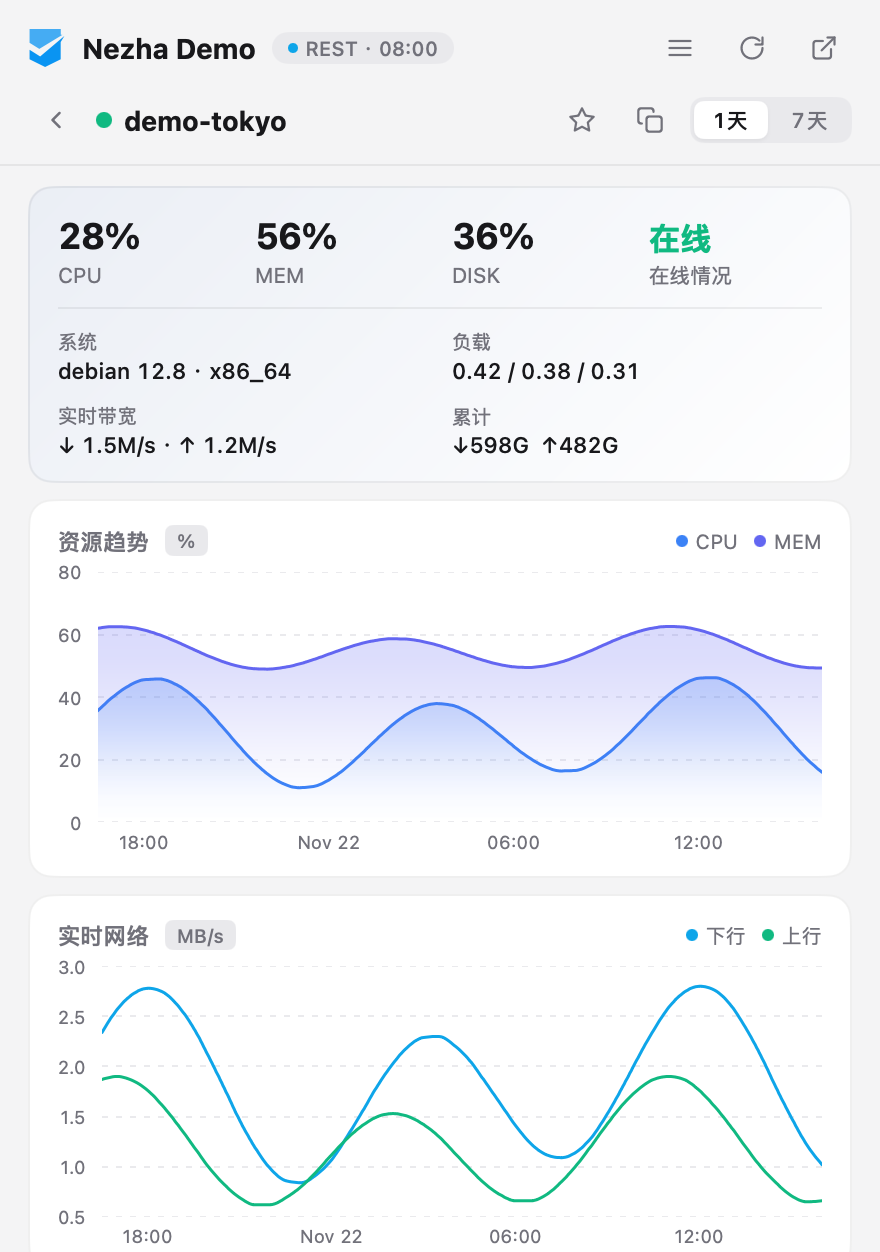 Nezha Demo REST · 08:00
demo-tokyo 1天 7天
28% 56% 36% 在线
CPU MEM DISK 在线情况
系统 负载
debian 12.8 · x86_64 0.42 / 0.38 / 0.31
实时带宽 累计
↓ 1.5M/s · ↑ 1.2M/s ↓598G ↑482G
资源趋势 % CPU MEM
80
60
40
20
0
18:00 Nov 22 06:00 12:00
实时网络 MB/s 下行 上行
3.0
2.5
2.0
1.5
1.0
0.5
18:00 Nov 22 06:00 12:00